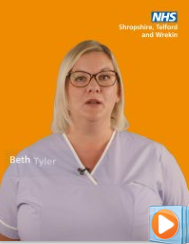 NHS
Shropshire, Telford
and Wrekin
Beth Tyler